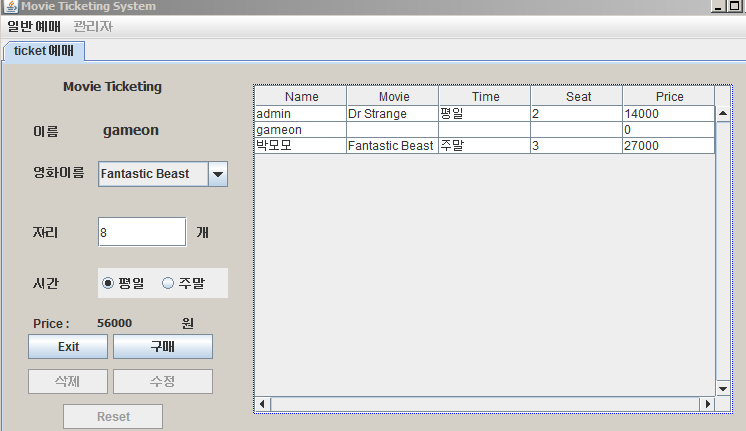 Movie Ticketing System
일반 예매 관리자
ticket 예매
Movie Ticketing
이름 gameon
영화이름 Fantastic Beast
자리 8 개
시간 평일 주말
Price : 56000 원
Exit 구매
삭제 수정
Reset
Name Movie Time Seat Price
admin Dr Strange 평일 2 14000
gameon 0
박모모 Fantastic Beast 주말 3 27000